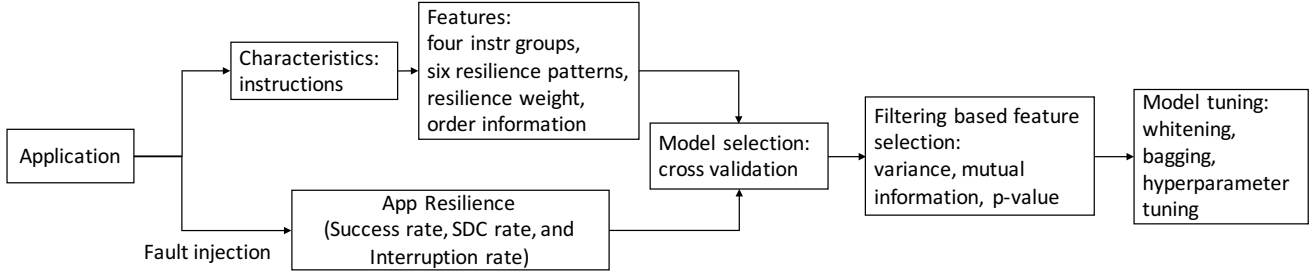 Application
Characteristics:
instructions
Features:
four instr groups,
six resilience patterns,
resilience weight,
order information
Fault injection
App Resilience
(Success rate, SDC rate, and
Interruption rate)
Model selection:
cross validation
Filtering based feature
selection:
variance, mutual
information, p-value
Model tuning:
whitening,
bagging,
hyperparameter
tuning